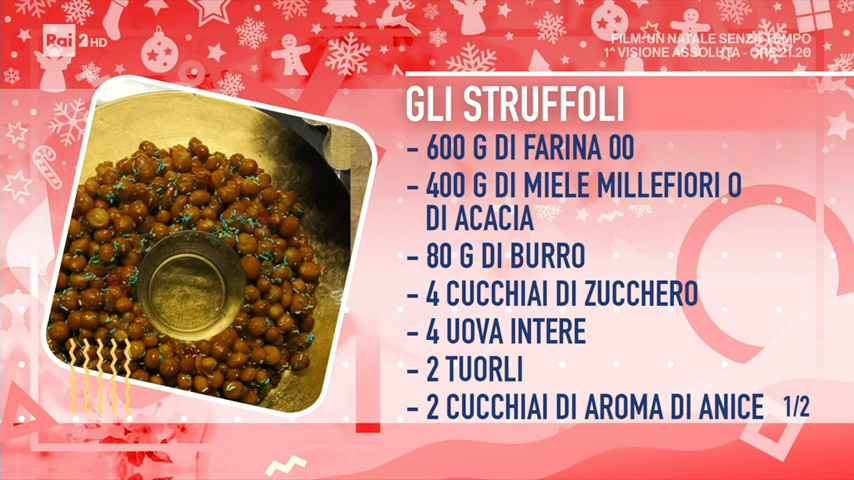 Rai 2 HD
FILM: UN NATALE SENZA TEMPO
1^ VISIONE ASSOLUTA - ORE 21.20
GLI STRUFFOLI
- 600 G DI FARINA 00
- 400 G DI MIELE MILLEFIORI O
DI ACACIA
- 80 G DI BURRO
- 4 CUCCHIAI DI ZUCCHERO
- 4 UOVA INTERE
- 2 TUORLI
- 2 CUCCHIAI DI AROMA DI ANICE 1/2